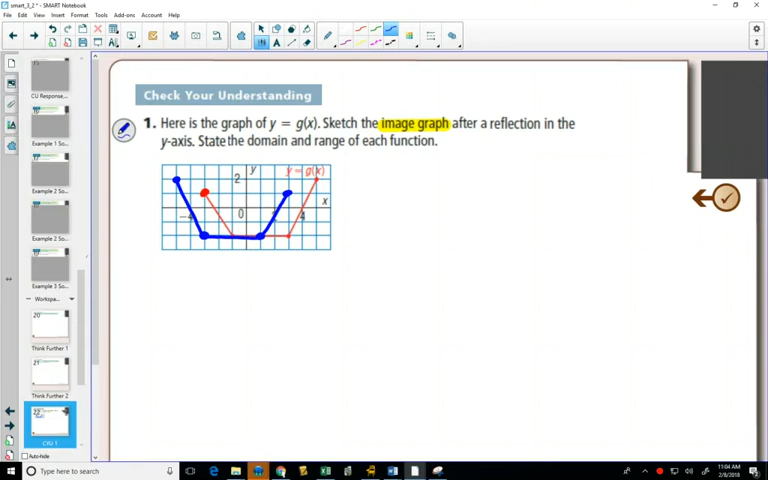 smart_3_2 * - SMART Notebook
File Edit View Insert Format Tools Add-ons Account Help
CU Response,
Example 2 So...
Example 2 So...
Example 3 So...
Workspa...
20
Think Further 1
21
Think Further 2
22
CYU 1
Auto-hide
Check Your Understanding
1. Here is the graph of y = g(x). Sketch the image graph after a reflection in the
y-axis. State the domain and range of each function.
2 y y = g(x)
x
-4 0 2 4
Type here to search
11:04 AM
2/8/2018